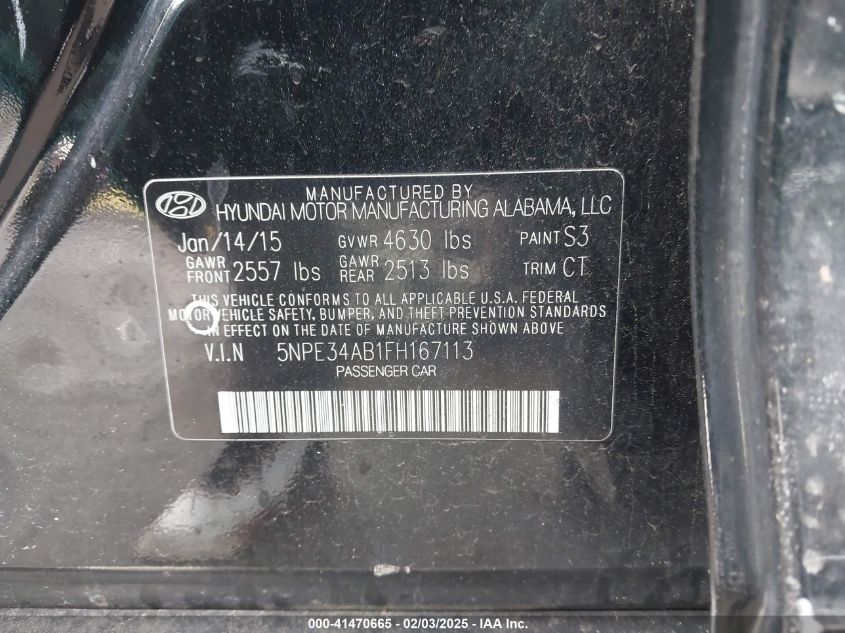 MANUFACTURED BY
HYUNDAI MOTOR MANUFACTURING ALABAMA, LLC
Jan/14/15 GVWR 4630 lbs PAINT S3
GAWR FRONT 2557 lbs GAWR REAR 2513 lbs TRIM CT
THIS VEHICLE CONFORMS TO ALL APPLICABLE U.S.A. FEDERAL
MOTOR VEHICLE SAFETY, BUMPER, AND THEFT PREVENTION STANDARDS
IN EFFECT ON THE DATE OF MANUFACTURE SHOWN ABOVE
V.I.N 5NPE34AB1FH167113
PASSENGER CAR
000-41470665 - 02/03/2025 - IAA Inc.